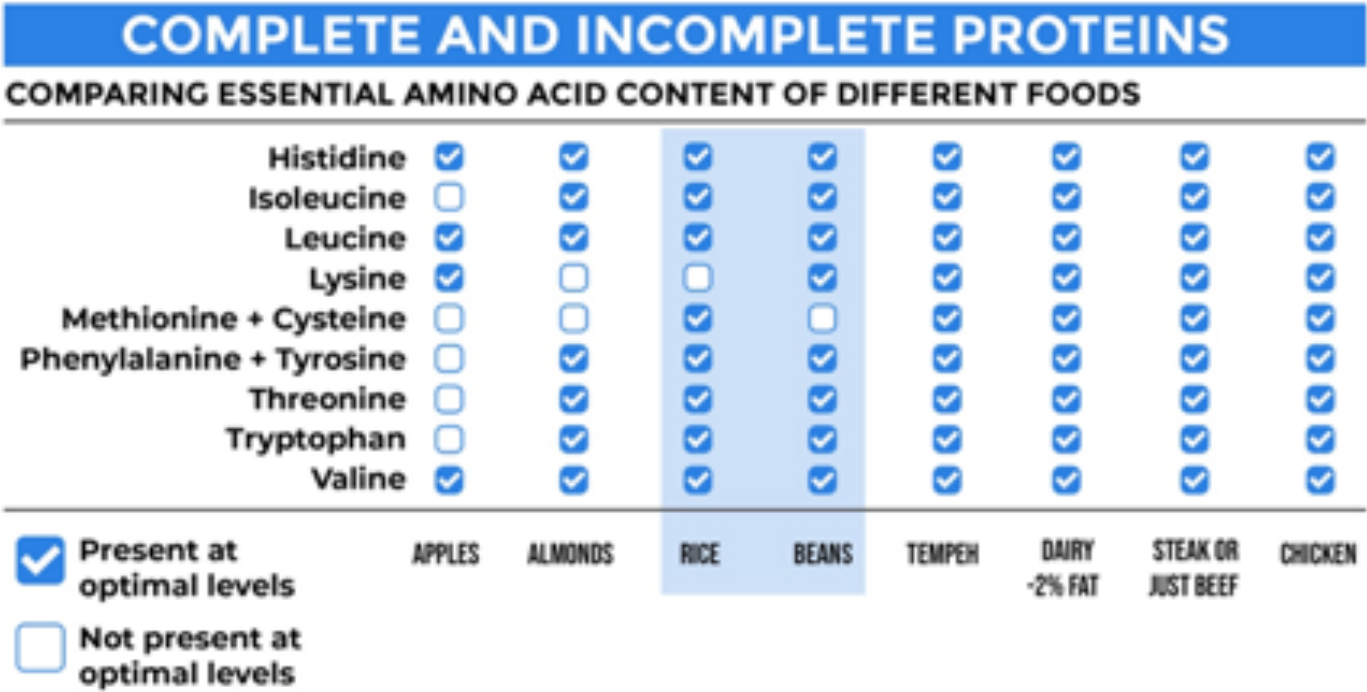 COMPLETE AND INCOMPLETE PROTEINS
COMPARING ESSENTIAL AMINO ACID CONTENT OF DIFFERENT FOODS
Histidine
Isoleucine
Leucine
Lysine
Methionine + Cysteine
Phenylalanine + Tyrosine
Threonine
Tryptophan
Valine
APPLES ALMONDS RICE BEANS TEMPEH DAIRY STEAK OR CHICKEN
-2% FAT JUST BEEF
Present at
optimal levels
Not present at
optimal levels